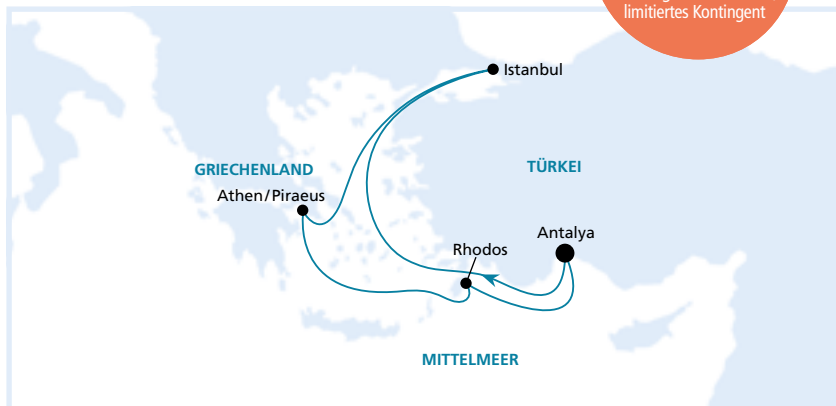 limitiertes Kontingent
Istanbul
GRIECHENLAND
TÜRKEI
Athen/Piraeus
Antalya
Rhodos
MITTELMEER